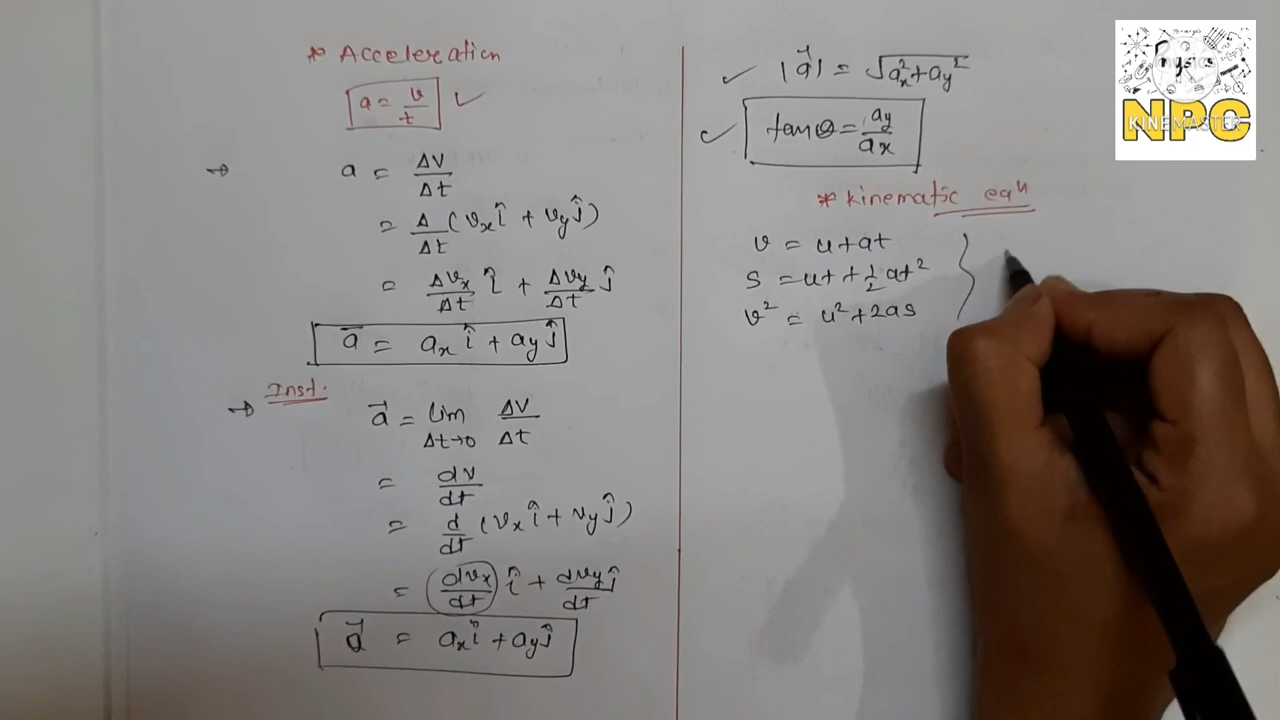 * Acceleration
a = v/t ✓
→ a = Δv/Δt
= Δ/Δt (vx î + vy ĵ)
= Δvx/Δt î + Δvy/Δt ĵ
a⃗ = ax î + ay ĵ
Inst.
→ a⃗ = lim Δt→0 Δv/Δt
= dv/dt
= d/dt (vx î + vy ĵ)
= dvx/dt î + dvy/dt ĵ
a⃗ = ax î + ay ĵ
✓ |a⃗| = √ax² + ay²
✓ tanθ = ay/ax
* kinematic eqⁿ
v = u + at
s = ut + 1/2 at²
v² = u² + 2as
Physics
NPC
KINEMASTER